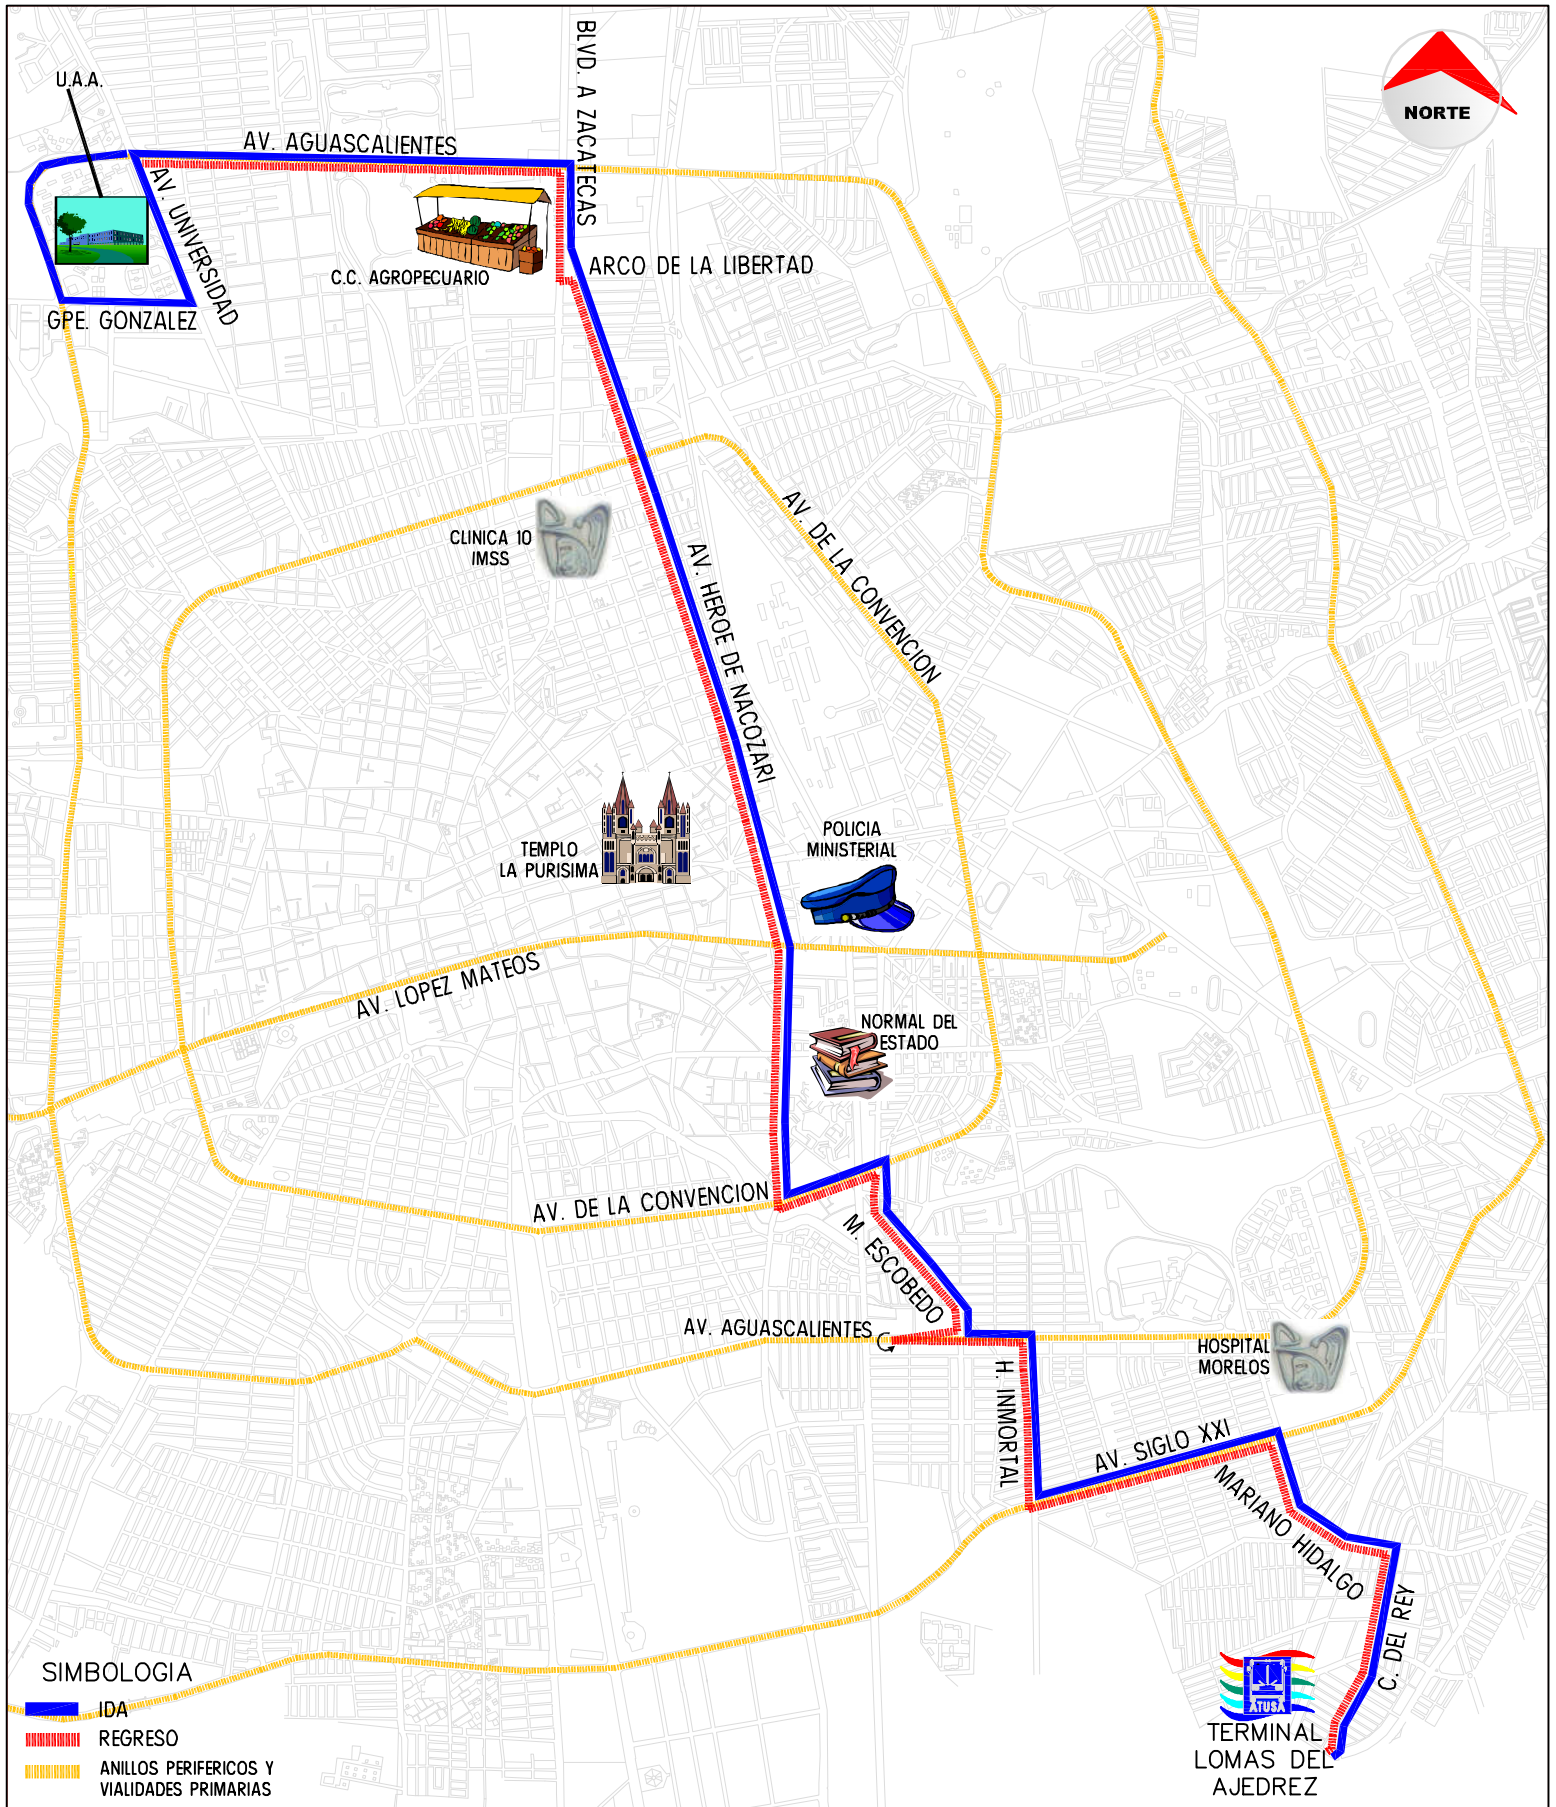 NORTE
U.A.A.
BLVD. A ZACATECAS
AV. AGUASCALIENTES
AV. UNIVERSIDAD
C.C. AGROPECUARIO
ARCO DE LA LIBERTAD
GPE. GONZALEZ
AV. DE LA CONVENCION
CLINICA 10
IMSS
AV. HEROE DE NACOZARI
POLICIA
MINISTERIAL
TEMPLO
LA PURISIMA
AV. LOPEZ MATEOS
NORMAL DEL
ESTADO
AV. DE LA CONVENCION
M. ESCOBEDO
AV. AGUASCALIENTES
HOSPITAL
MORELOS
H. INMORTAL
AV. SIGLO XXI
MARIANO HIDALGO
C. DEL REY
ATUSA
TERMINAL
LOMAS DEL
AJEDREZ
SIMBOLOGIA
IDA
REGRESO
ANILLOS PERIFERICOS Y
VIALIDADES PRIMARIAS